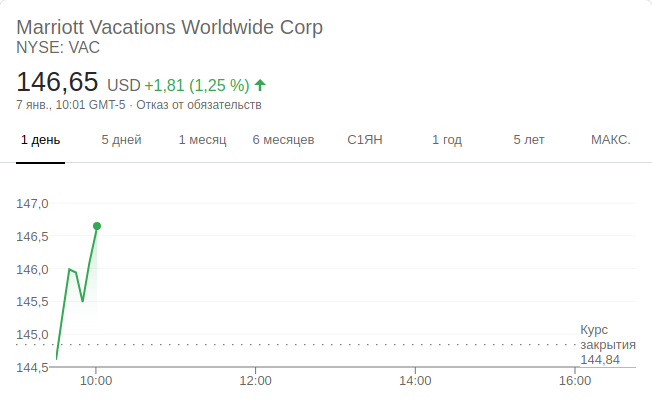 Marriott Vacations Worldwide Corp
NYSE: VAC
146,65 USD +1,81 (1,25 %)
7 янв., 10:01 GMT-5 · Отказ от обязательств
1 день 5 дней 1 месяц 6 месяцев С1ЯН 1 год 5 лет МАКС.
147,0
146,5
146,0
145,5
145,0
144,5
Курс
закрытия
144,84
10:00 12:00 14:00 16:00